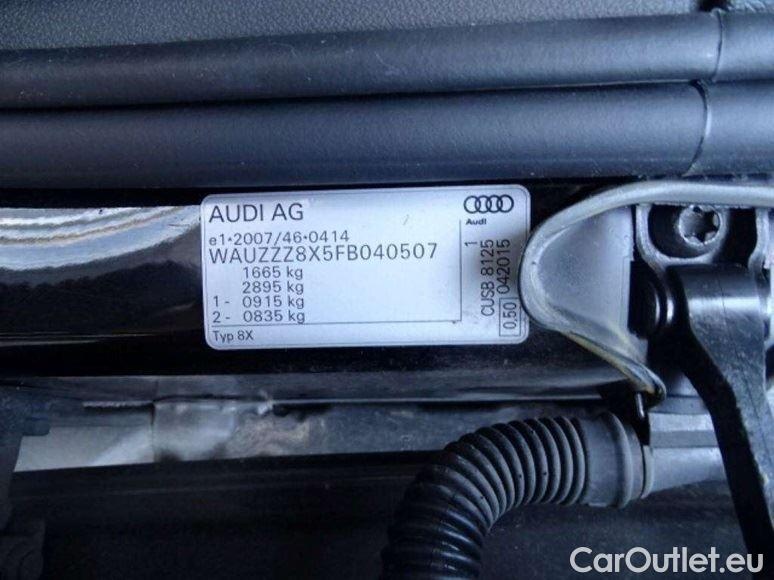 AUDI AG
Audi
e1•2007/46•0414
WAUZZZ8X5FB040507
1665 kg
2895 kg
1 - 0915 kg
2 - 0835 kg
Typ 8X
1
CUSB 8125
0,50 042015
CarOutlet.eu